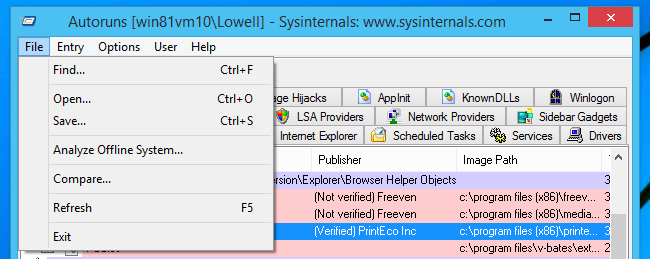 Autoruns [win81vm10\Lowell] - Sysinternals: www.sysinternals.com
File Entry Options User Help
Find... Ctrl+F
Open... Ctrl+O
Save... Ctrl+S
Analyze Offline System...
Compare...
Refresh F5
Exit
Hijacks AppInit KnownDLLs Winlogon
LSA Providers Network Providers Sidebar Gadgets
Internet Explorer Scheduled Tasks Services Drivers
Publisher Image Path
\Explorer\Browser Helper Objects
(Not verified) Freeven c:\program files (x86)\freev...
(Not verified) Freeven c:\program files (x86)\media...
(Verified) PrintEco Inc c:\program files (x86)\printe...
c:\program files\v-bates\ext...